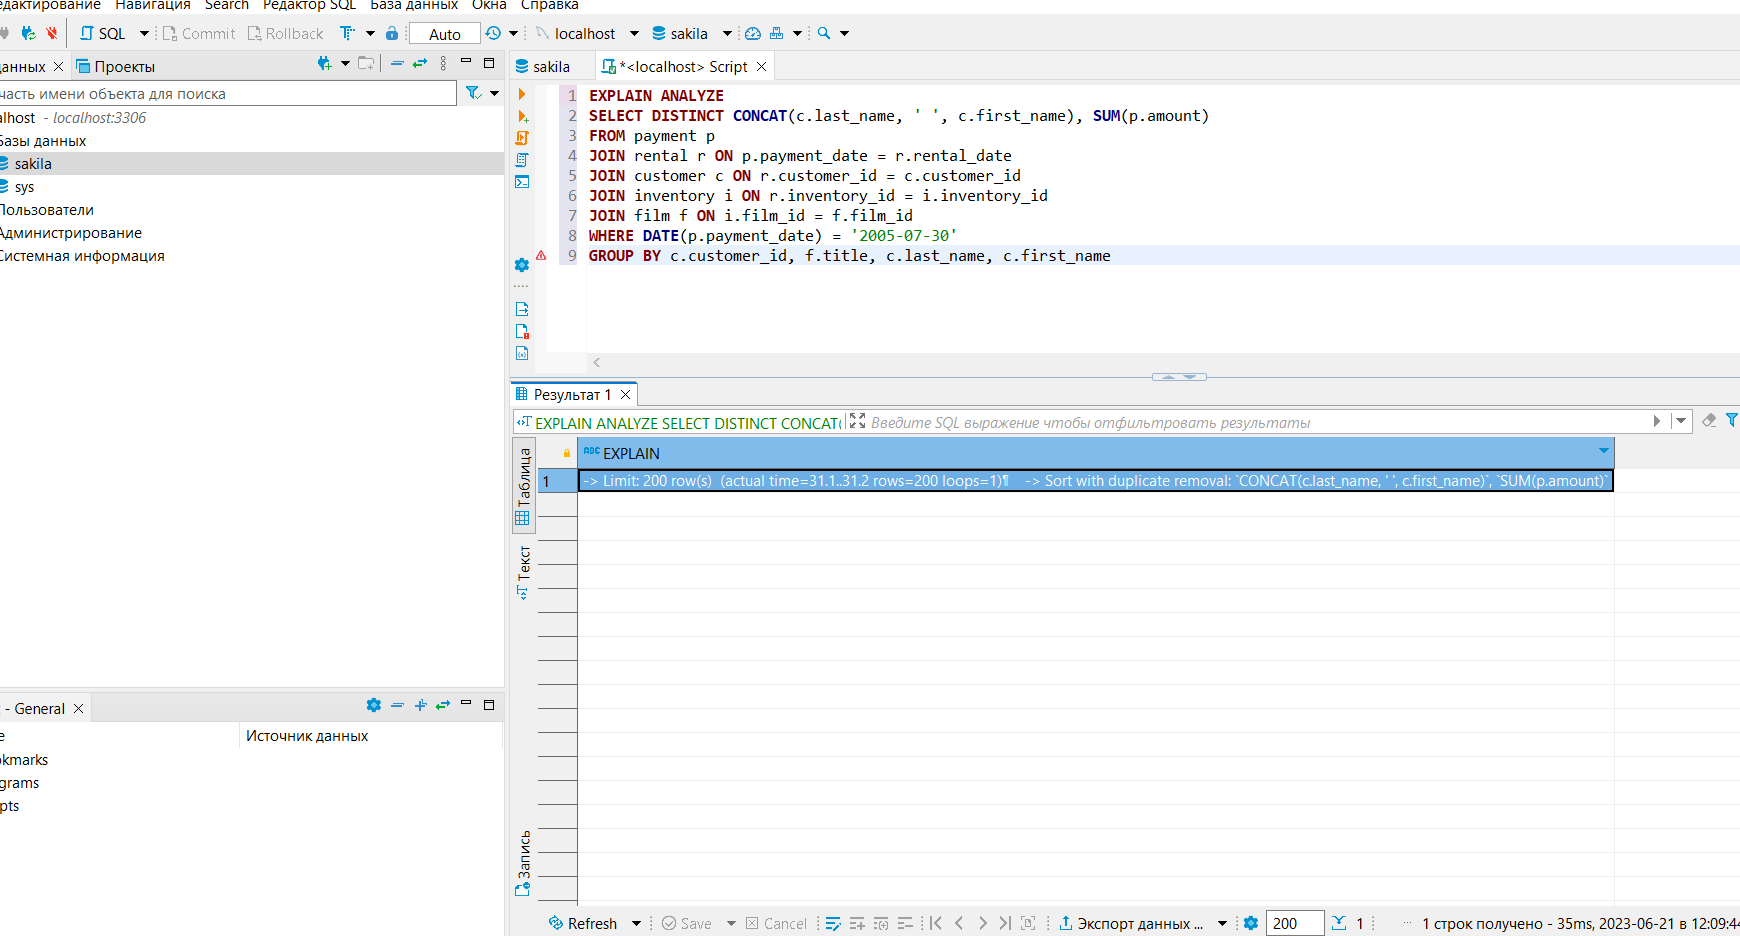 едактирование Навигация Search Редактор SQL База данных Окна Справка
SQL Commit Rollback Auto localhost sakila
анных Проекты
часть имени объекта для поиска
alhost - localhost:3306
Базы данных
sakila
sys
Пользователи
Администрирование
Системная информация
- General
e Источник данных
okmarks
grams
pts
sakila *<localhost> Script
1 EXPLAIN ANALYZE
2 SELECT DISTINCT CONCAT(c.last_name, ' ', c.first_name), SUM(p.amount)
3 FROM payment p
4 JOIN rental r ON p.payment_date = r.rental_date
5 JOIN customer c ON r.customer_id = c.customer_id
6 JOIN inventory i ON r.inventory_id = i.inventory_id
7 JOIN film f ON i.film_id = f.film_id
8 WHERE DATE(p.payment_date) = '2005-07-30'
9 GROUP BY c.customer_id, f.title, c.last_name, c.first_name
Результат 1
EXPLAIN ANALYZE SELECT DISTINCT CONCAT( Введите SQL выражение чтобы отфильтровать результаты
Таблица
Текст
Запись
ABC EXPLAIN
1 -> Limit: 200 row(s) (actual time=31.1..31.2 rows=200 loops=1)¶ -> Sort with duplicate removal: `CONCAT(c.last_name, ' ', c.first_name)`, `SUM(p.amount)`
Refresh Save Cancel Экспорт данных ... 200 1 ... 1 строк получено - 35ms, 2023-06-21 в 12:09:44